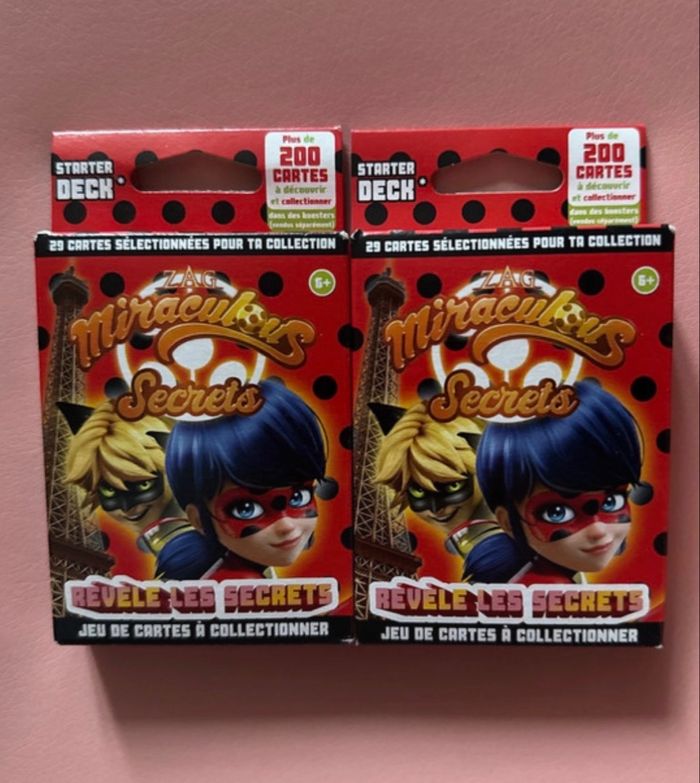 STARTER
DECK*
Plus de
200
CARTES
à découvrir
et collectionner
dans des boosters
(vendus séparément)
29 CARTES SÉLECTIONNÉES POUR TA COLLECTION
6+
ZAG
Miraculous
Secrets
RÉVÈLE LES SECRETS
JEU DE CARTES À COLLECTIONNER
STARTER
DECK*
Plus de
200
CARTES
à découvrir
et collectionner
dans des boosters
(vendus séparément)
29 CARTES SÉLECTIONNÉES POUR TA COLLECTION
6+
ZAG
Miraculous
Secrets
RÉVÈLE LES SECRETS
JEU DE CARTES À COLLECTIONNER